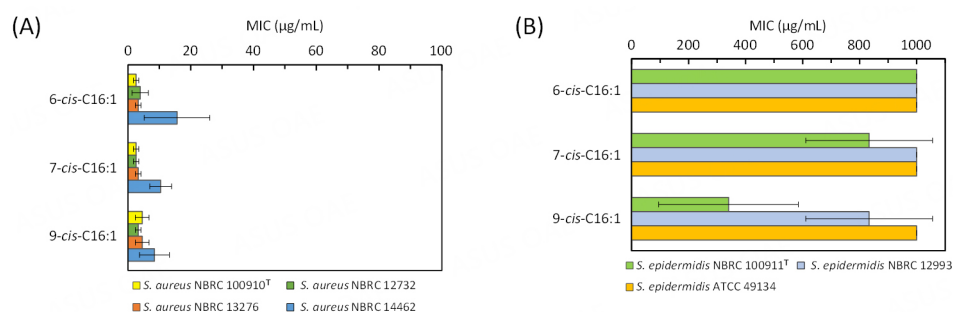 (A)
MIC (µg/mL)
0 20 40 60 80 100
6-cis-C16:1
7-cis-C16:1
9-cis-C16:1
S. aureus NBRC 100910ᵀ S. aureus NBRC 12732
S. aureus NBRC 13276 S. aureus NBRC 14462
(B)
MIC (µg/mL)
0 200 400 600 800 1000
6-cis-C16:1
7-cis-C16:1
9-cis-C16:1
S. epidermidis NBRC 100911ᵀ S. epidermidis NBRC 12993
S. epidermidis ATCC 49134